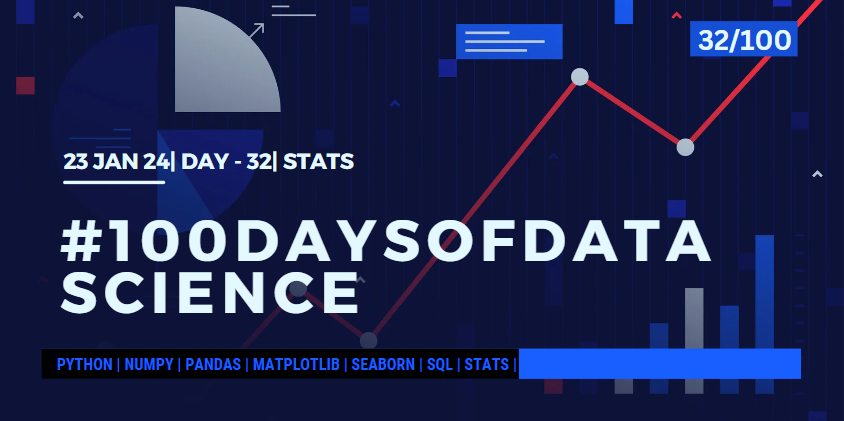 32/100
23 JAN 24| DAY - 32| STATS
#100DAYSOFDATA
SCIENCE
PYTHON | NUMPY | PANDAS | MATPLOTLIB | SEABORN | SQL | STATS |